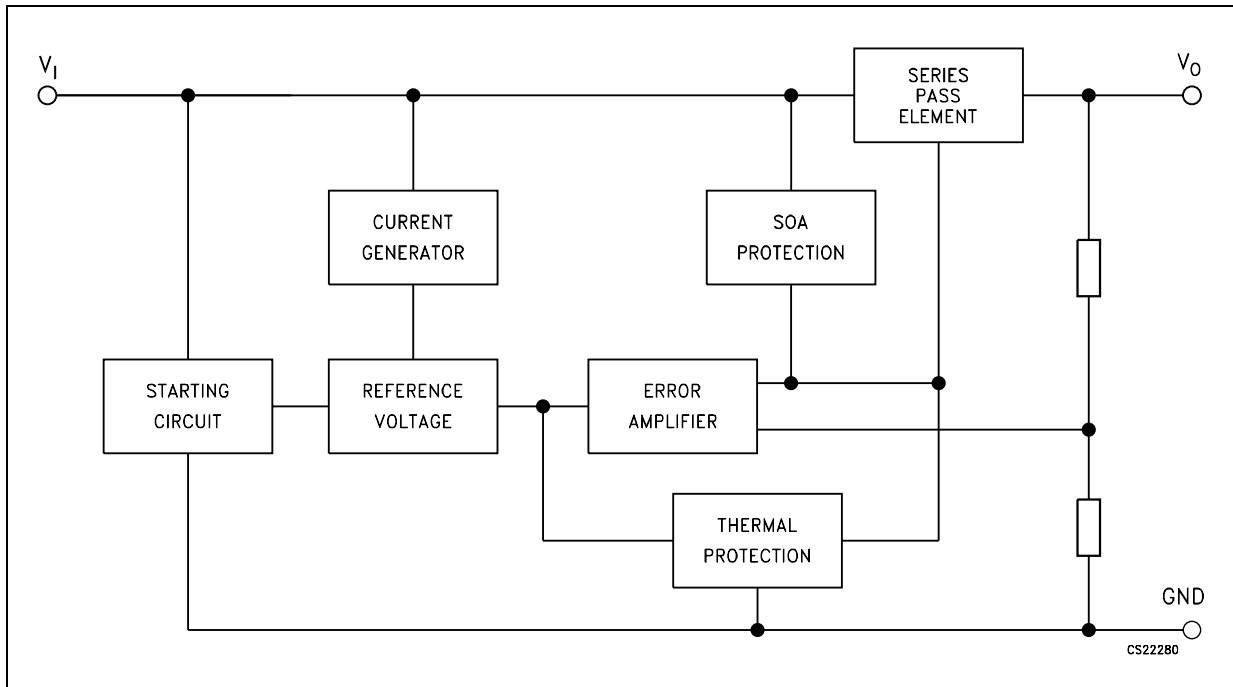 V_I
SERIES
PASS
ELEMENT
V_O
CURRENT
GENERATOR
SOA
PROTECTION
STARTING
CIRCUIT
REFERENCE
VOLTAGE
ERROR
AMPLIFIER
THERMAL
PROTECTION
GND
CS22280